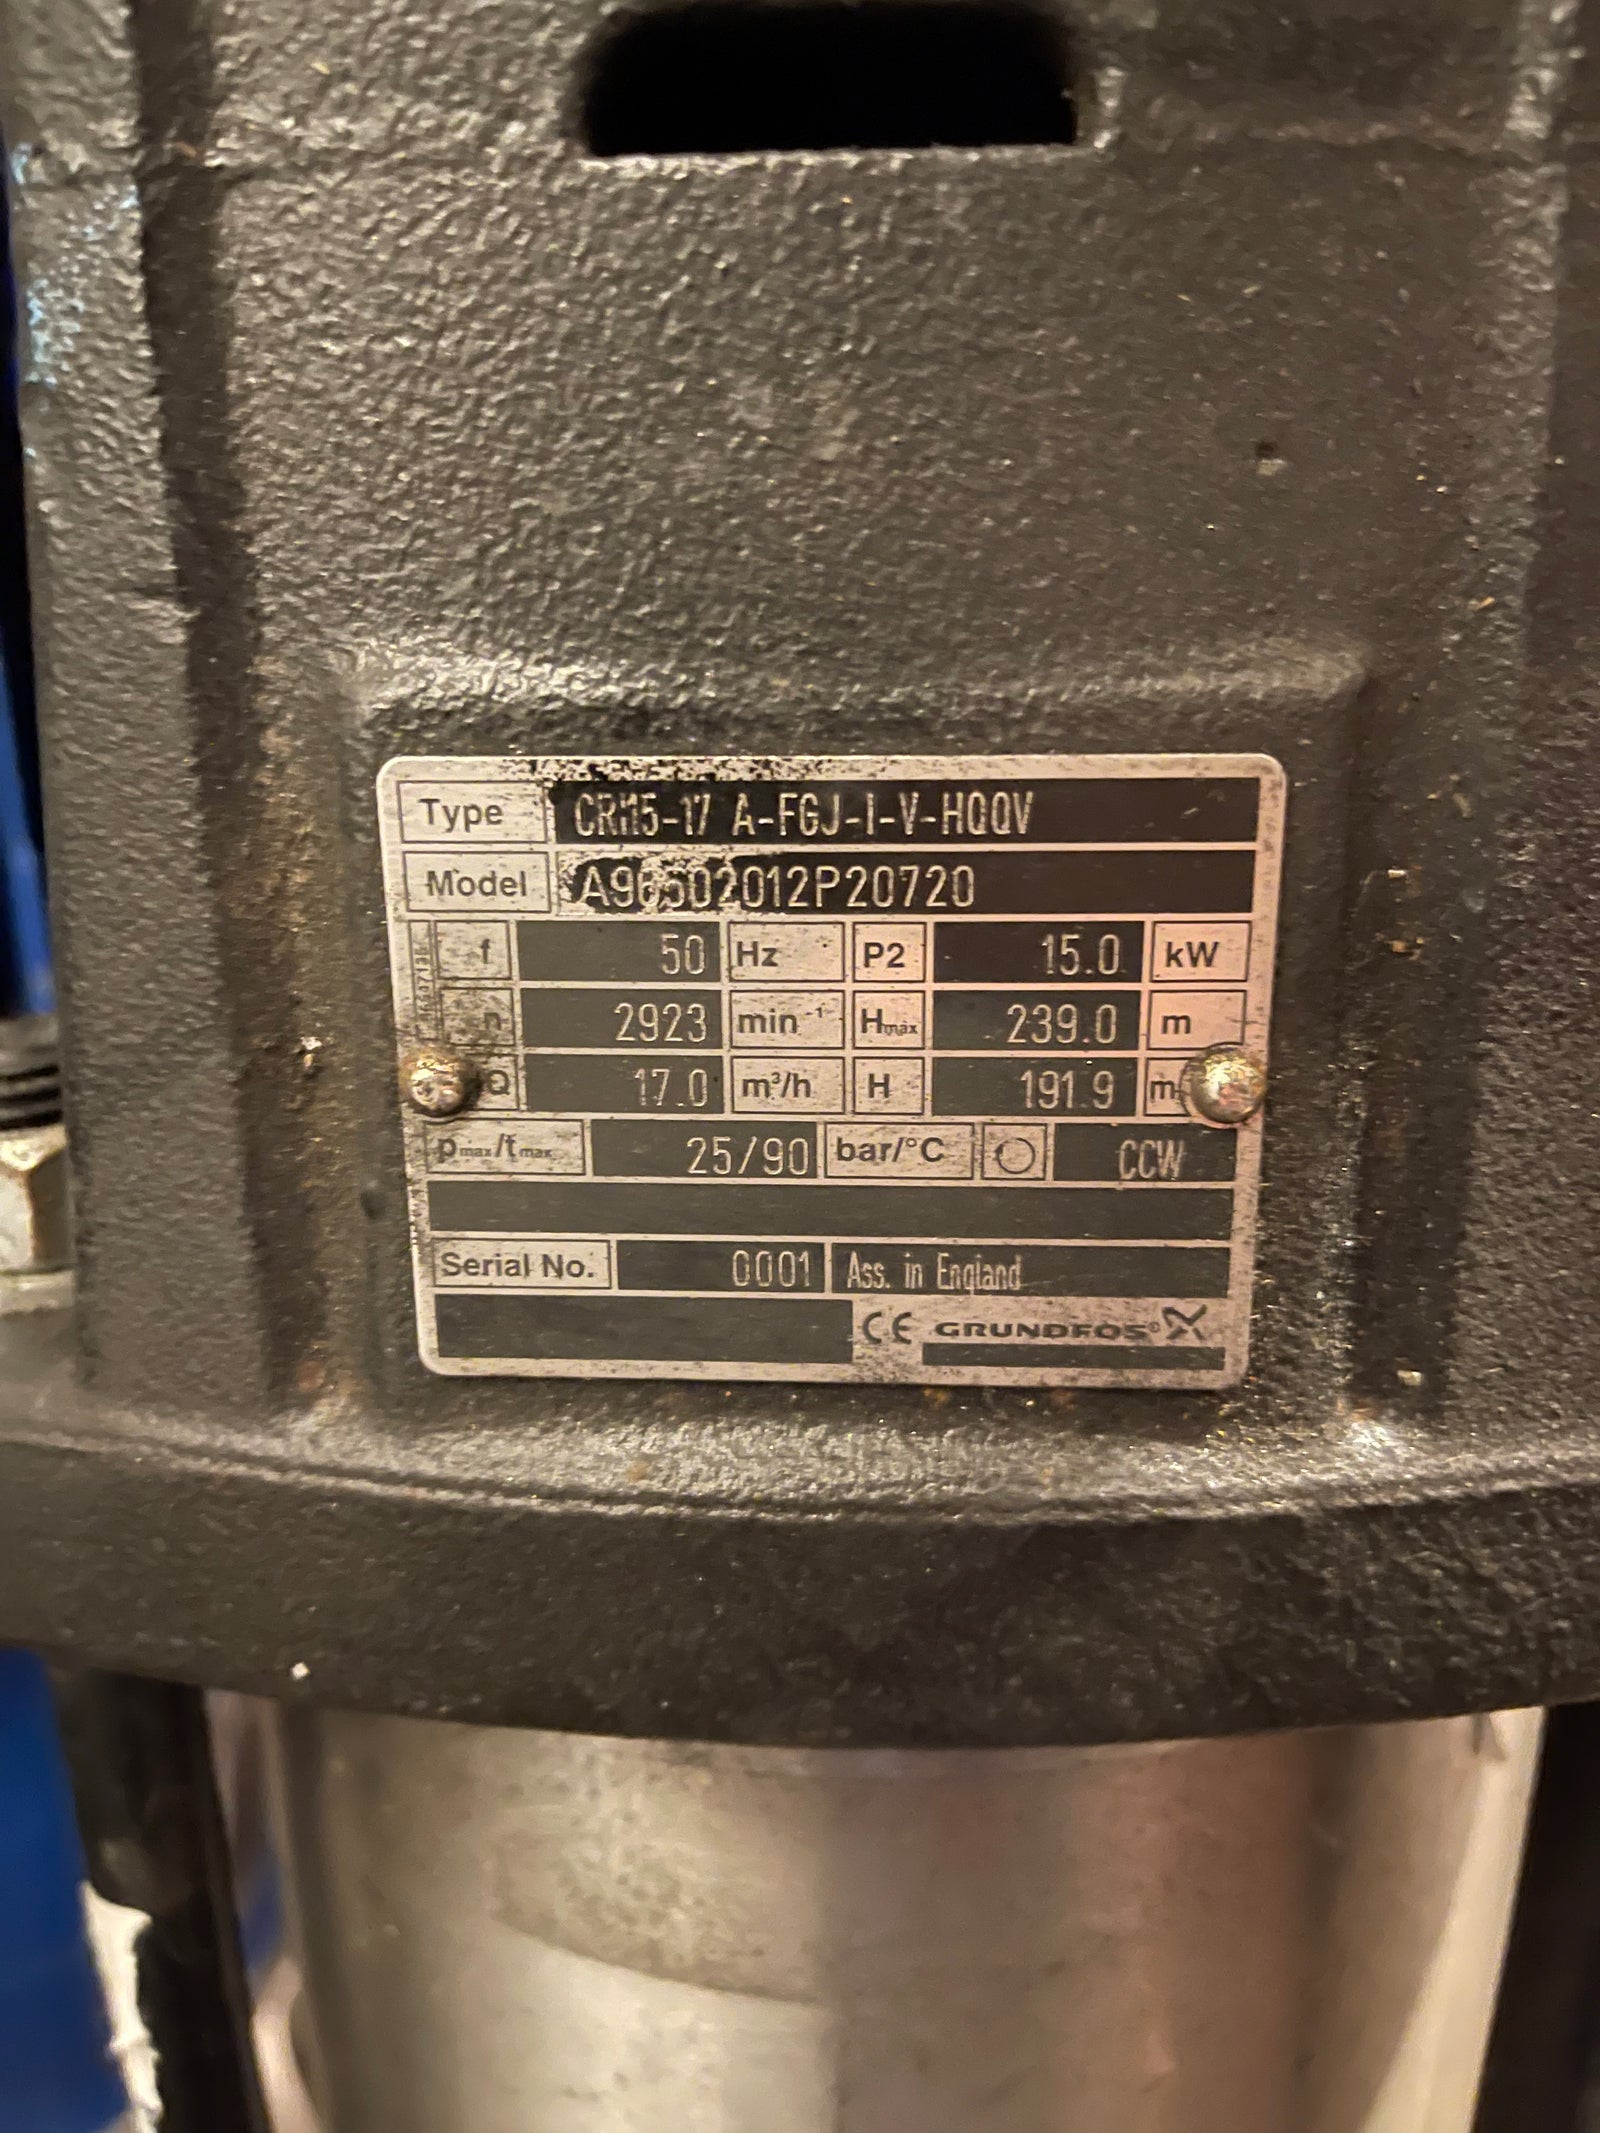 Type CRI15-17 A-FGJ-I-V-HQQV
Model A96502012P20720
f 50 Hz P2 15.0 kW
n 2923 min⁻¹ Hmax 239.0 m
Q 17.0 m³/h H 191.9 m
pmax/tmax 25/90 bar/°C CCW
Serial No. 0001 Ass. in England
CE GRUNDFOS®